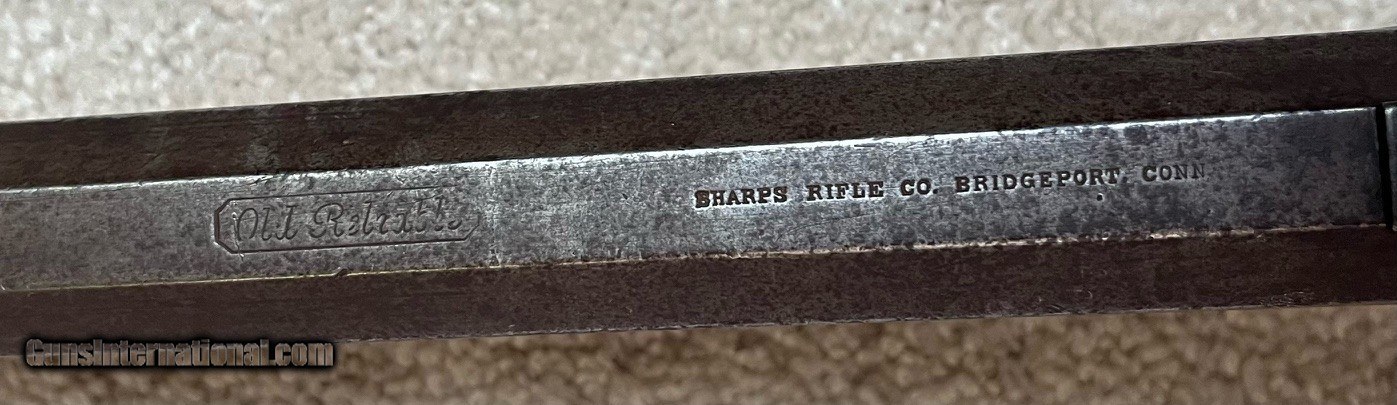 Old Reliable
SHARPS RIFLE CO. BRIDGEPORT, CONN.
GunsInternational.com